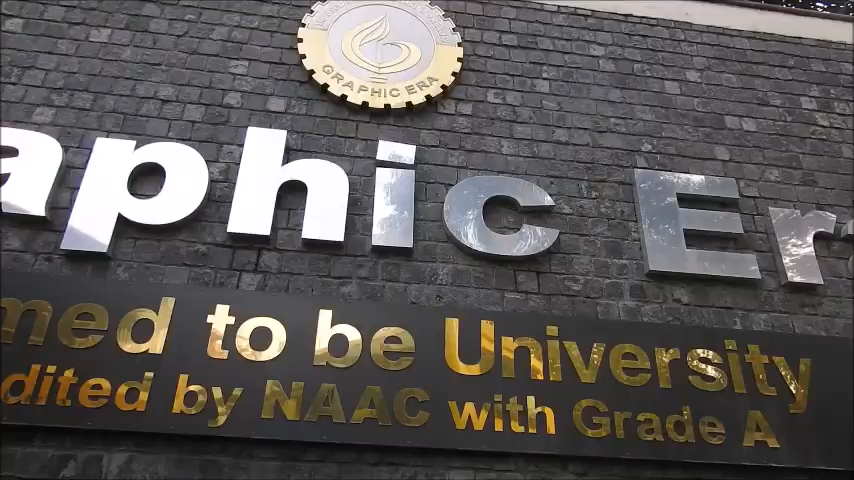 GRAPHIC ERA
aphic Er
med to be University
dited by NAAC with Grade A